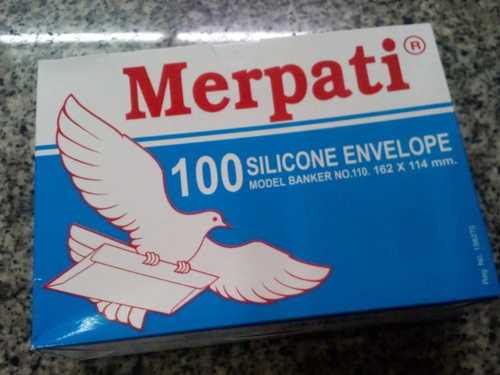 Merpati®
100 SILICONE ENVELOPE
MODEL BANKER NO.110. 162 X 114 mm.